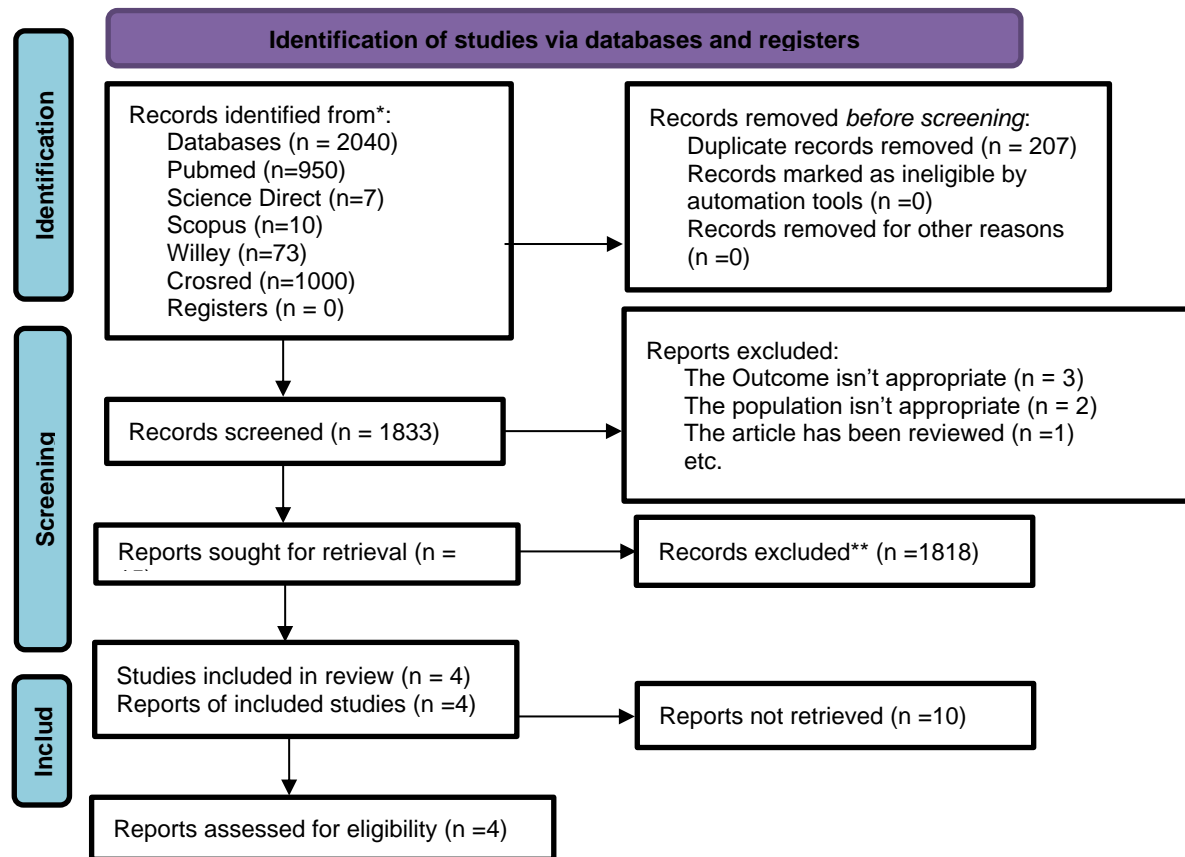 Identification of studies via databases and registers
Identification
Records identified from*:
Databases (n = 2040)
Pubmed (n=950)
Science Direct (n=7)
Scopus (n=10)
Willey (n=73)
Crosred (n=1000)
Registers (n = 0)
Records removed before screening:
Duplicate records removed (n = 207)
Records marked as ineligible by
automation tools (n =0)
Records removed for other reasons
(n =0)
Screening
Records screened (n = 1833)
Reports excluded:
The Outcome isn’t appropriate (n = 3)
The population isn’t appropriate (n = 2)
The article has been reviewed (n =1)
etc.
Reports sought for retrieval (n =
Records excluded** (n =1818)
Includ
Studies included in review (n = 4)
Reports of included studies (n =4)
Reports not retrieved (n =10)
Reports assessed for eligibility (n =4)